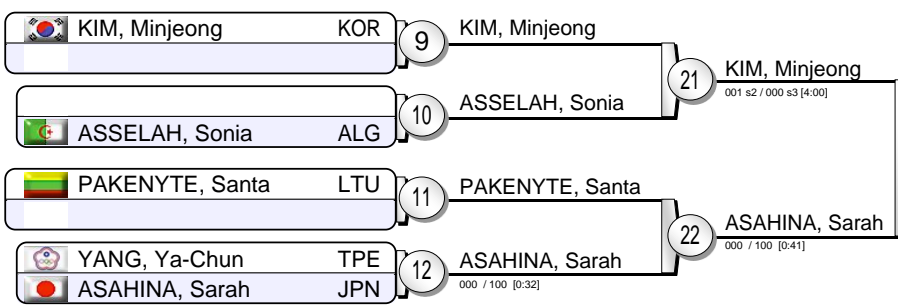 KIM, Minjeong KOR
9
KIM, Minjeong
21
KIM, Minjeong
001 s2 / 000 s3 [4:00]
10
ASSELAH, Sonia
ASSELAH, Sonia ALG
PAKENYTE, Santa LTU
11
PAKENYTE, Santa
22
ASAHINA, Sarah
000 / 100 [0:41]
YANG, Ya-Chun TPE
12
ASAHINA, Sarah
000 / 100 [0:32]
ASAHINA, Sarah JPN